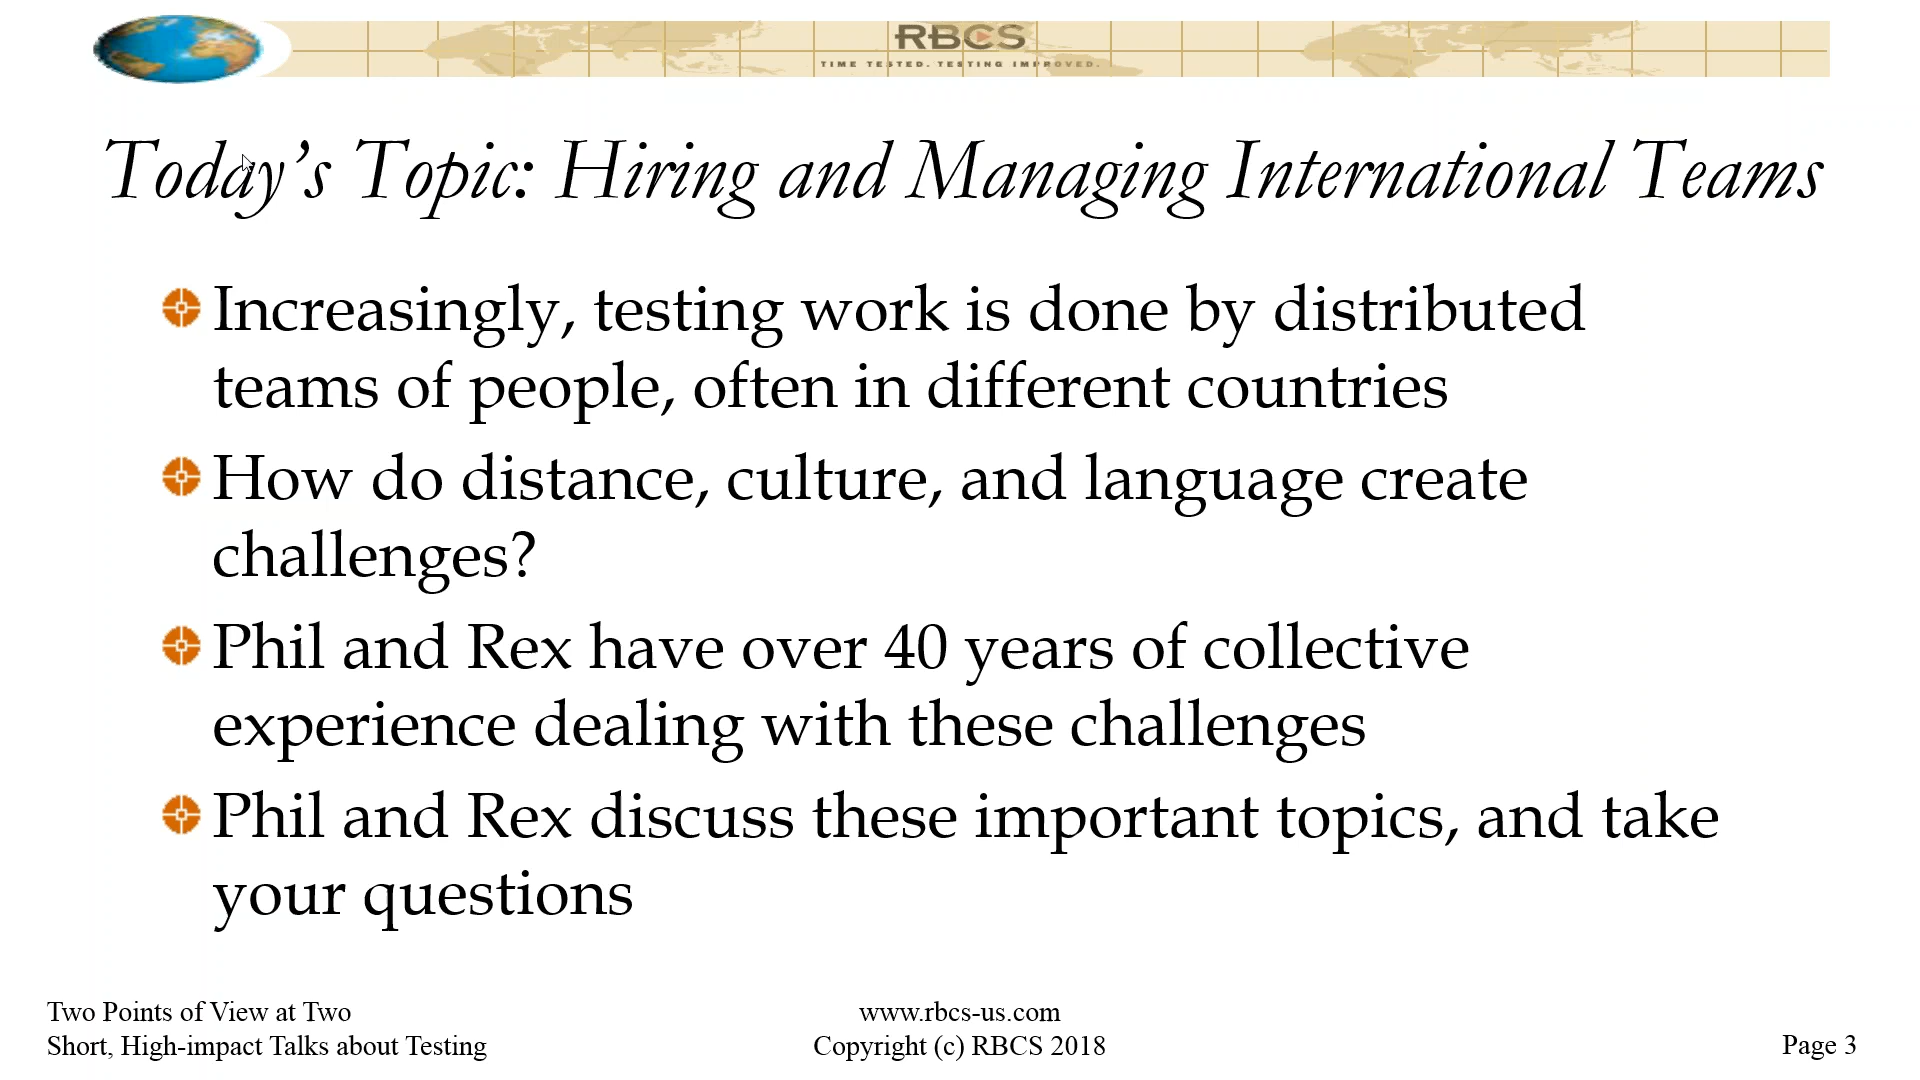 RBCS
TIME TESTED. TESTING IMPROVED.
Today’s Topic: Hiring and Managing International Teams
Increasingly, testing work is done by distributed
teams of people, often in different countries
How do distance, culture, and language create
challenges?
Phil and Rex have over 40 years of collective
experience dealing with these challenges
Phil and Rex discuss these important topics, and take
your questions
Two Points of View at Two
Short, High-impact Talks about Testing
www.rbcs-us.com
Copyright (c) RBCS 2018
Page 3